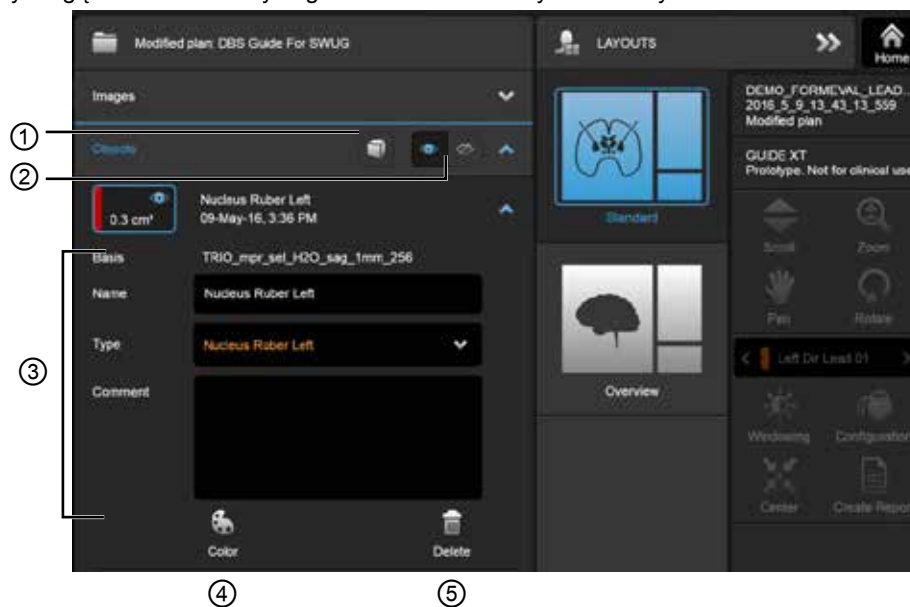 Modified plan: DBS Guide For SWUG
LAYOUTS
Home
Images
DEMO_FORMEVAL_LEAD...
2016_5_9_13_43_13_559
Modified plan
①
Objects
②
GUIDE XT
Prototype. Not for clinical use
0.3 cm³
Nucleus Ruber Left
09-May-16, 3:36 PM
Standard
Scroll
Zoom
Basis
TRIO_mpr_sel_H2O_sag_1mm_256
Name
Nucleus Ruber Left
Pan
Rotate
Type
Nucleus Ruber Left
③
Left Dir Lead 01
Comment
Overview
Windowing
Configuration
Center
Create Repor
Color
Delete
④
⑤